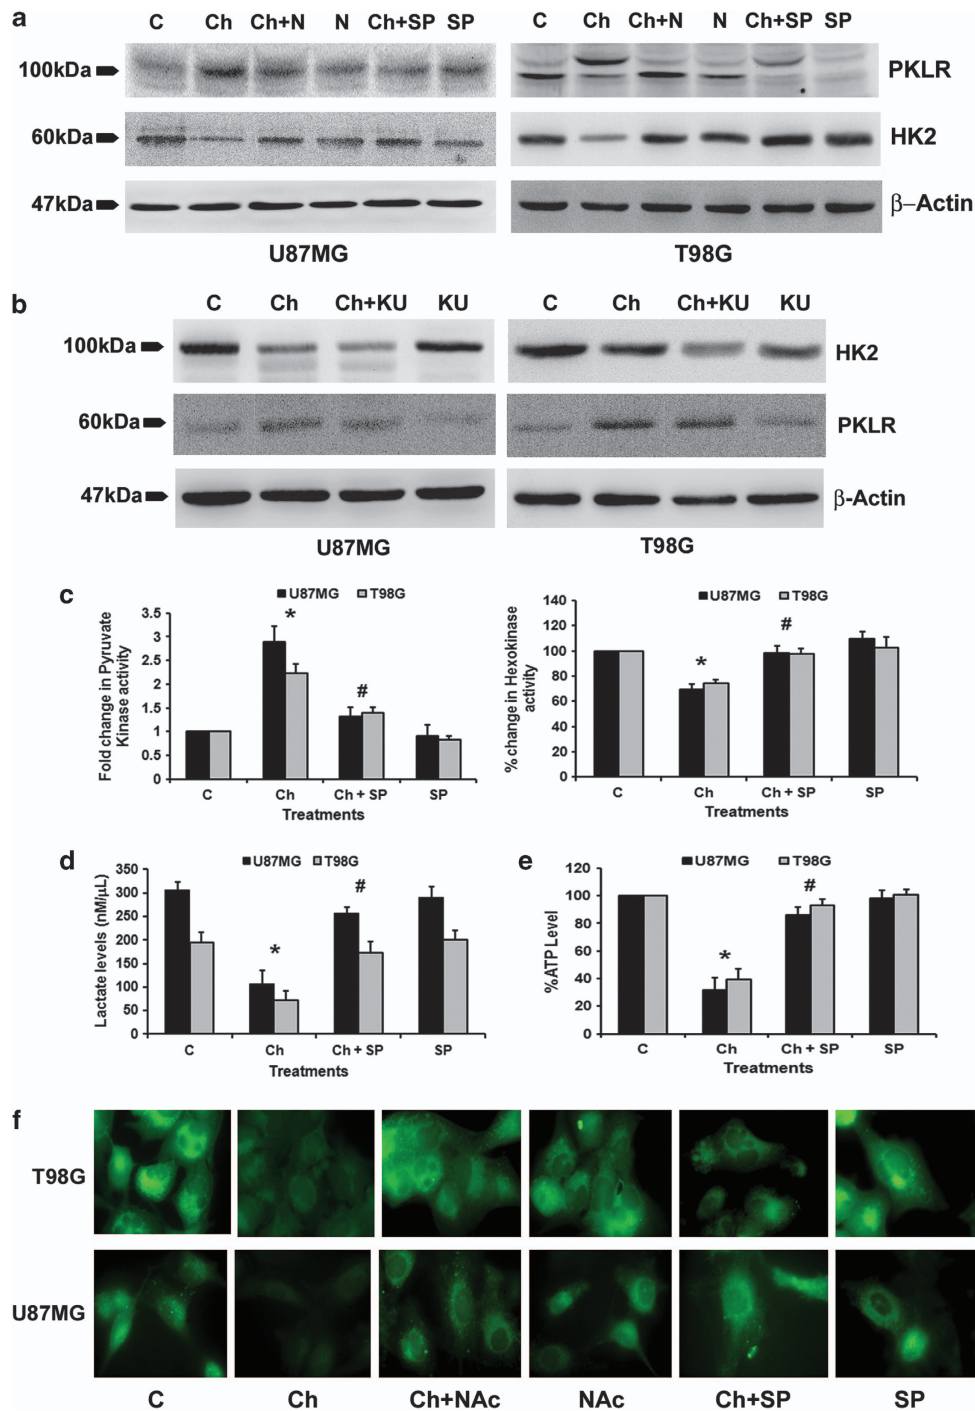 a
C Ch Ch+N N Ch+SP SP
C Ch Ch+N N Ch+SP SP
100kDa
PKLR
60kDa
HK2
47kDa
β–Actin
U87MG
T98G
b
C Ch Ch+KU KU
C Ch Ch+KU KU
100kDa
HK2
60kDa
PKLR
47kDa
β-Actin
U87MG
T98G
c
U87MG T98G
Fold change in Pyruvate
Kinase activity
3.5
3
2.5
2
1.5
1
0.5
0
*
#
C Ch Ch + SP SP
Treatments
U87MG T98G
% change in Hexokinase
activity
140
120
100
80
60
40
20
0
*
#
C Ch Ch + SP SP
Treatments
d
U87MG T98G
Lactate levels (nM/µL)
350
300
250
200
150
100
50
0
*
#
C Ch Ch + SP SP
Treatments
e
U87MG T98G
%ATP Level
120
100
80
60
40
20
0
*
#
C Ch Ch + SP SP
Treatments
f
T98G
U87MG
C Ch Ch+NAc NAc Ch+SP SP